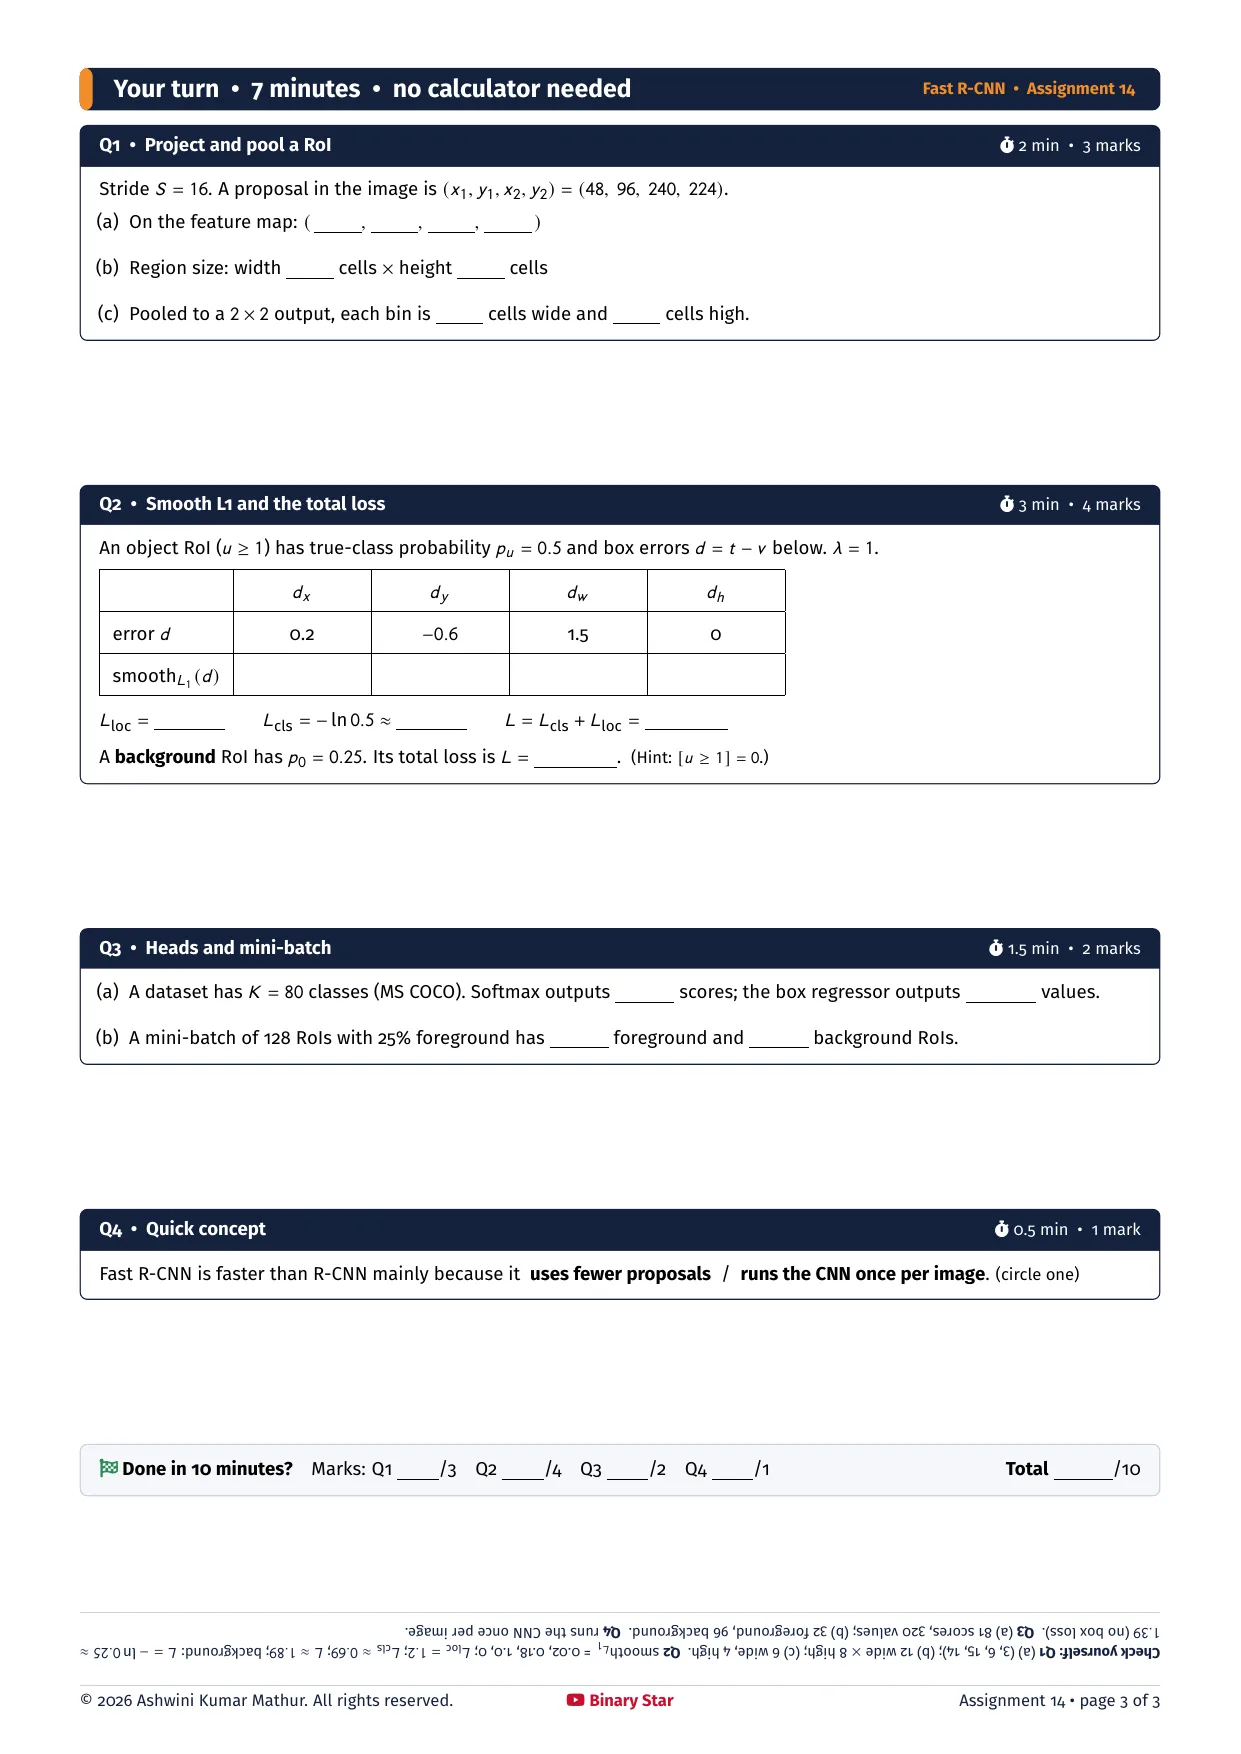 Your turn • 7 minutes • no calculator needed
Fast R-CNN • Assignment 14
Q1 • Project and pool a RoI
2 min • 3 marks
Stride S = 16. A proposal in the image is (x₁, y₁, x₂, y₂) = (48, 96, 240, 224).
(a) On the feature map: ( _____, _____, _____, _____ )
(b) Region size: width _____ cells × height _____ cells
(c) Pooled to a 2 × 2 output, each bin is _____ cells wide and _____ cells high.
Q2 • Smooth L1 and the total loss
3 min • 4 marks
An object RoI (u ≥ 1) has true-class probability pᵤ = 0.5 and box errors d = t − v below. λ = 1.
dₓ d_y d_w d_h
error d 0.2 −0.6 1.5 0
smooth_L₁(d)
L_loc = _______ L_cls = − ln 0.5 ≈ _______ L = L_cls + L_loc = ________
A background RoI has p₀ = 0.25. Its total loss is L = ________. (Hint: [u ≥ 1] = 0.)
Q3 • Heads and mini-batch
1.5 min • 2 marks
(a) A dataset has K = 80 classes (MS COCO). Softmax outputs ______ scores; the box regressor outputs _______ values.
(b) A mini-batch of 128 RoIs with 25% foreground has ______ foreground and ______ background RoIs.
Q4 • Quick concept
0.5 min • 1 mark
Fast R-CNN is faster than R-CNN mainly because it uses fewer proposals / runs the CNN once per image. (circle one)
Done in 10 minutes? Marks: Q1 ____/3 Q2 ____/4 Q3 ____/2 Q4 ____/1 Total ______/10
Check yourself: Q1 (a) (3, 6, 15, 14); (b) 12 wide × 8 high; (c) 6 wide, 4 high. Q2 smooth_L₁ = 0.02, 0.18, 1.0, 0; L_loc = 1.2; L_cls ≈ 0.69; L ≈ 1.89; background: L = − ln 0.25 ≈
1.39 (no box loss). Q3 (a) 81 scores, 320 values; (b) 32 foreground, 96 background. Q4 runs the CNN once per image.
© 2026 Ashwini Kumar Mathur. All rights reserved.
Binary Star
Assignment 14 • page 3 of 3